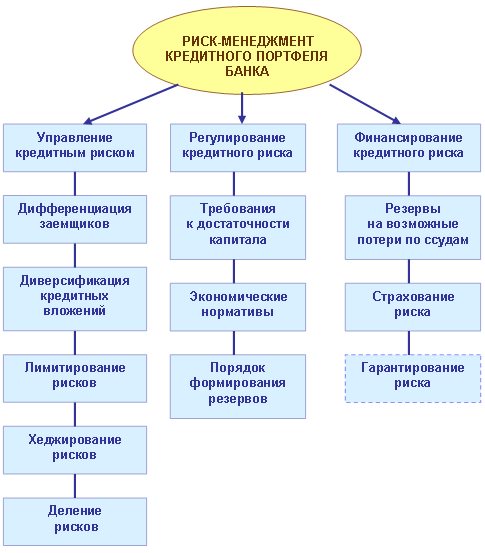 РИСК-МЕНЕДЖМЕНТ
КРЕДИТНОГО ПОРТФЕЛЯ
БАНКА
Управление
кредитным риском
Дифференциация
заемщиков
Диверсификация
кредитных
вложений
Лимитирование
рисков
Хеджирование
рисков
Деление
рисков
Регулирование
кредитного риска
Требования
к достаточности
капитала
Экономические
нормативы
Порядок
формирования
резервов
Финансирование
кредитного риска
Резервы
на возможные
потери по ссудам
Страхование
риска
Гарантирование
риска